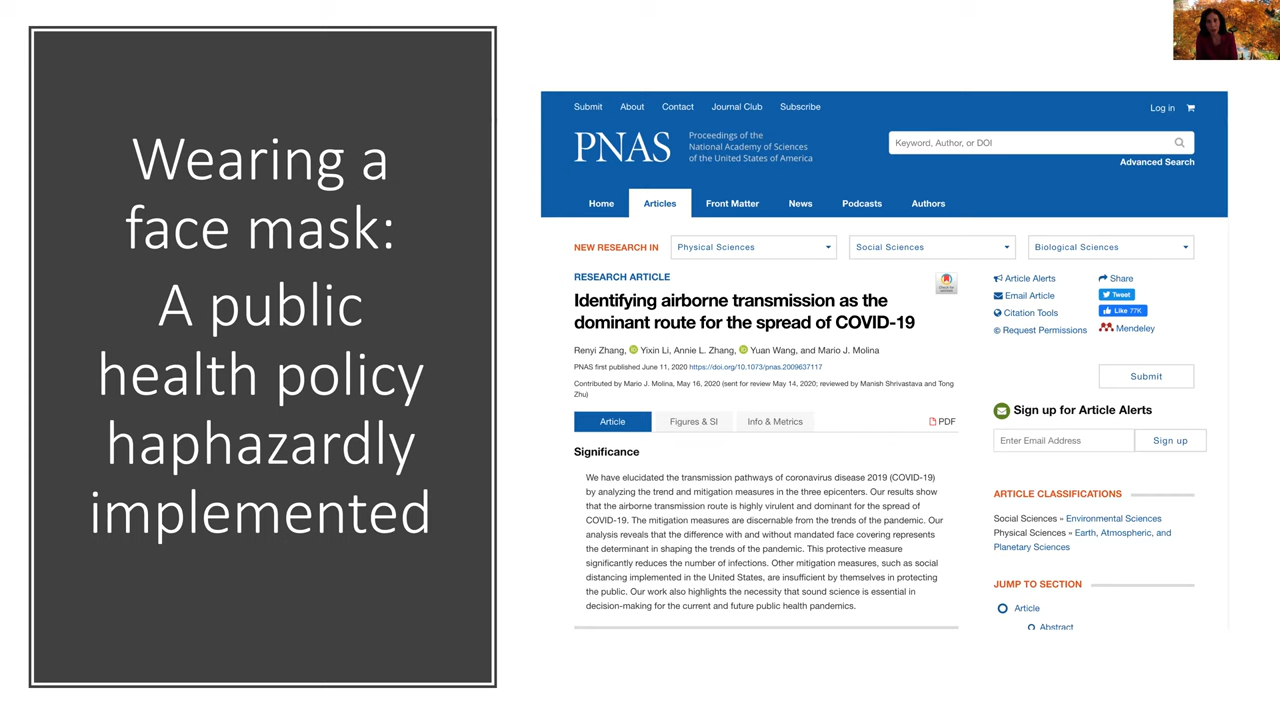 Wearing a
face mask:
A public
health policy
haphazardly
implemented
Submit About Contact Journal Club Subscribe
Log in
PNAS
Proceedings of the
National Academy of Sciences
of the United States of America
Keyword, Author, or DOI
Advanced Search
Home Articles Front Matter News Podcasts Authors
NEW RESEARCH IN Physical Sciences Social Sciences Biological Sciences
RESEARCH ARTICLE
Identifying airborne transmission as the
dominant route for the spread of COVID-19
Renyi Zhang, Yixin Li, Annie L. Zhang, Yuan Wang, and Mario J. Molina
PNAS first published June 11, 2020 https://doi.org/10.1073/pnas.2009637117
Contributed by Mario J. Molina, May 16, 2020 (sent for review May 14, 2020; reviewed by Manish Shrivastava and Tong
Zhu)
Article Figures & SI Info & Metrics PDF
Significance
We have elucidated the transmission pathways of coronavirus disease 2019 (COVID-19)
by analyzing the trend and mitigation measures in the three epicenters. Our results show
that the airborne transmission route is highly virulent and dominant for the spread of
COVID-19. The mitigation measures are discernable from the trends of the pandemic. Our
analysis reveals that the difference with and without mandated face covering represents
the determinant in shaping the trends of the pandemic. This protective measure
significantly reduces the number of infections. Other mitigation measures, such as social
distancing implemented in the United States, are insufficient by themselves in protecting
the public. Our work also highlights the necessity that sound science is essential in
decision-making for the current and future public health pandemics.
Article Alerts Share
Email Article Tweet
Citation Tools Like 77K
© Request Permissions Mendeley
Submit
Sign up for Article Alerts
Enter Email Address Sign up
ARTICLE CLASSIFICATIONS
Social Sciences » Environmental Sciences
Physical Sciences » Earth, Atmospheric, and
Planetary Sciences
JUMP TO SECTION
Article
Abstract